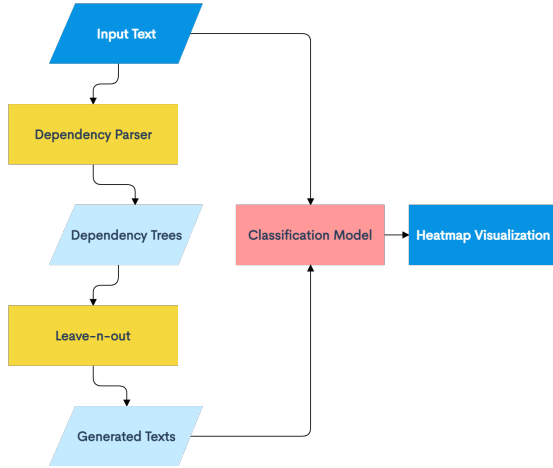 Input Text
Dependency Parser
Dependency Trees
Classification Model
Heatmap Visualization
Leave-n-out
Generated Texts